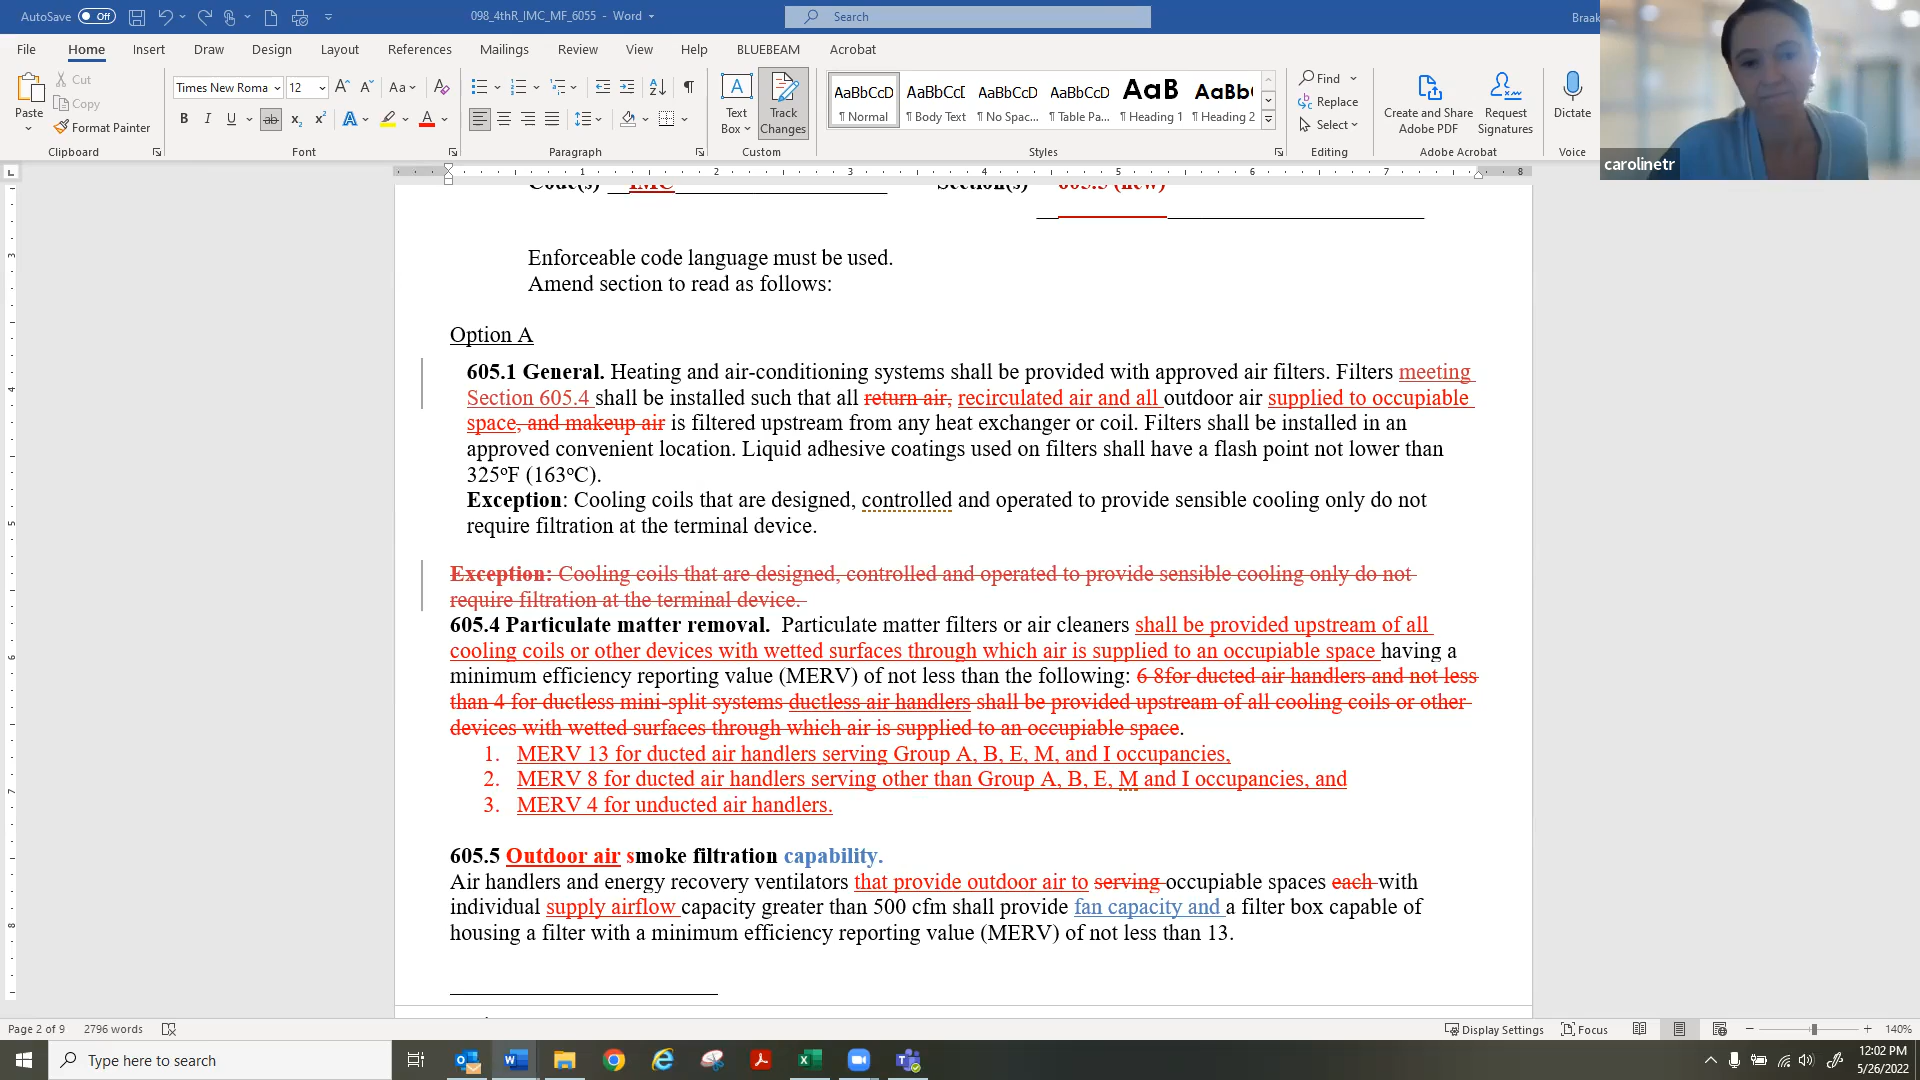 AutoSave Off 098_4thR_IMC_MF_6055 - Word Search Braak
File Home Insert Draw Design Layout References Mailings Review View Help BLUEBEAM Acrobat
Paste Cut Copy Format Painter
Times New Roma 12
Text Box Track Changes
AaBbCcD AaBbCcI AaBbCcD AaBbCcD AaB AaBb(
¶ Normal ¶ Body Text ¶ No Spac... ¶ Table Pa... ¶ Heading 1 ¶ Heading 2
Find Replace Select
Create and Share Adobe PDF Request Signatures Dictate
Clipboard Font Paragraph Custom Styles Editing Adobe Acrobat Voice
carolinetr
Code(s) IMC Section(s) 605.5 (new)
Enforceable code language must be used.
Amend section to read as follows:
Option A
605.1 General. Heating and air-conditioning systems shall be provided with approved air filters. Filters meeting
Section 605.4 shall be installed such that all return air, recirculated air and all outdoor air supplied to occupiable
space, and makeup air is filtered upstream from any heat exchanger or coil. Filters shall be installed in an
approved convenient location. Liquid adhesive coatings used on filters shall have a flash point not lower than
325ºF (163ºC).
Exception: Cooling coils that are designed, controlled and operated to provide sensible cooling only do not
require filtration at the terminal device.
Exception: Cooling coils that are designed, controlled and operated to provide sensible cooling only do not
require filtration at the terminal device.
605.4 Particulate matter removal. Particulate matter filters or air cleaners shall be provided upstream of all
cooling coils or other devices with wetted surfaces through which air is supplied to an occupiable space having a
minimum efficiency reporting value (MERV) of not less than the following: 6 8for ducted air handlers and not less
than 4 for ductless mini-split systems ductless air handlers shall be provided upstream of all cooling coils or other
devices with wetted surfaces through which air is supplied to an occupiable space.
1. MERV 13 for ducted air handlers serving Group A, B, E, M, and I occupancies,
2. MERV 8 for ducted air handlers serving other than Group A, B, E, M and I occupancies, and
3. MERV 4 for unducted air handlers.
605.5 Outdoor air smoke filtration capability.
Air handlers and energy recovery ventilators that provide outdoor air to serving occupiable spaces each with
individual supply airflow capacity greater than 500 cfm shall provide fan capacity and a filter box capable of
housing a filter with a minimum efficiency reporting value (MERV) of not less than 13.
Page 2 of 9 2796 words Display Settings Focus 140%
Type here to search
12:02 PM
5/26/2022